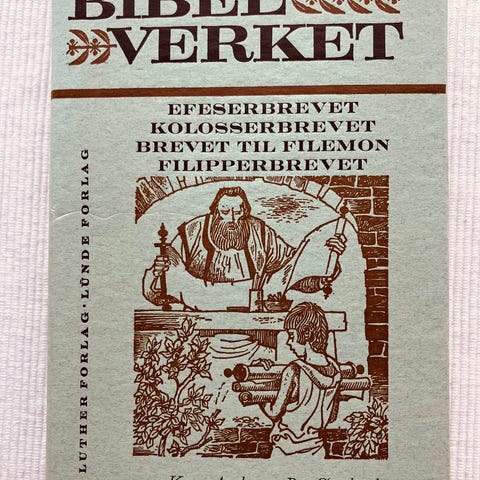 BIBEL
VERKET
EFESERBREVET
KOLOSSERBREVET
BREVET TIL FILEMON
FILIPPERBREVET
LUTHER FORLAG · LUNDE FORLAG